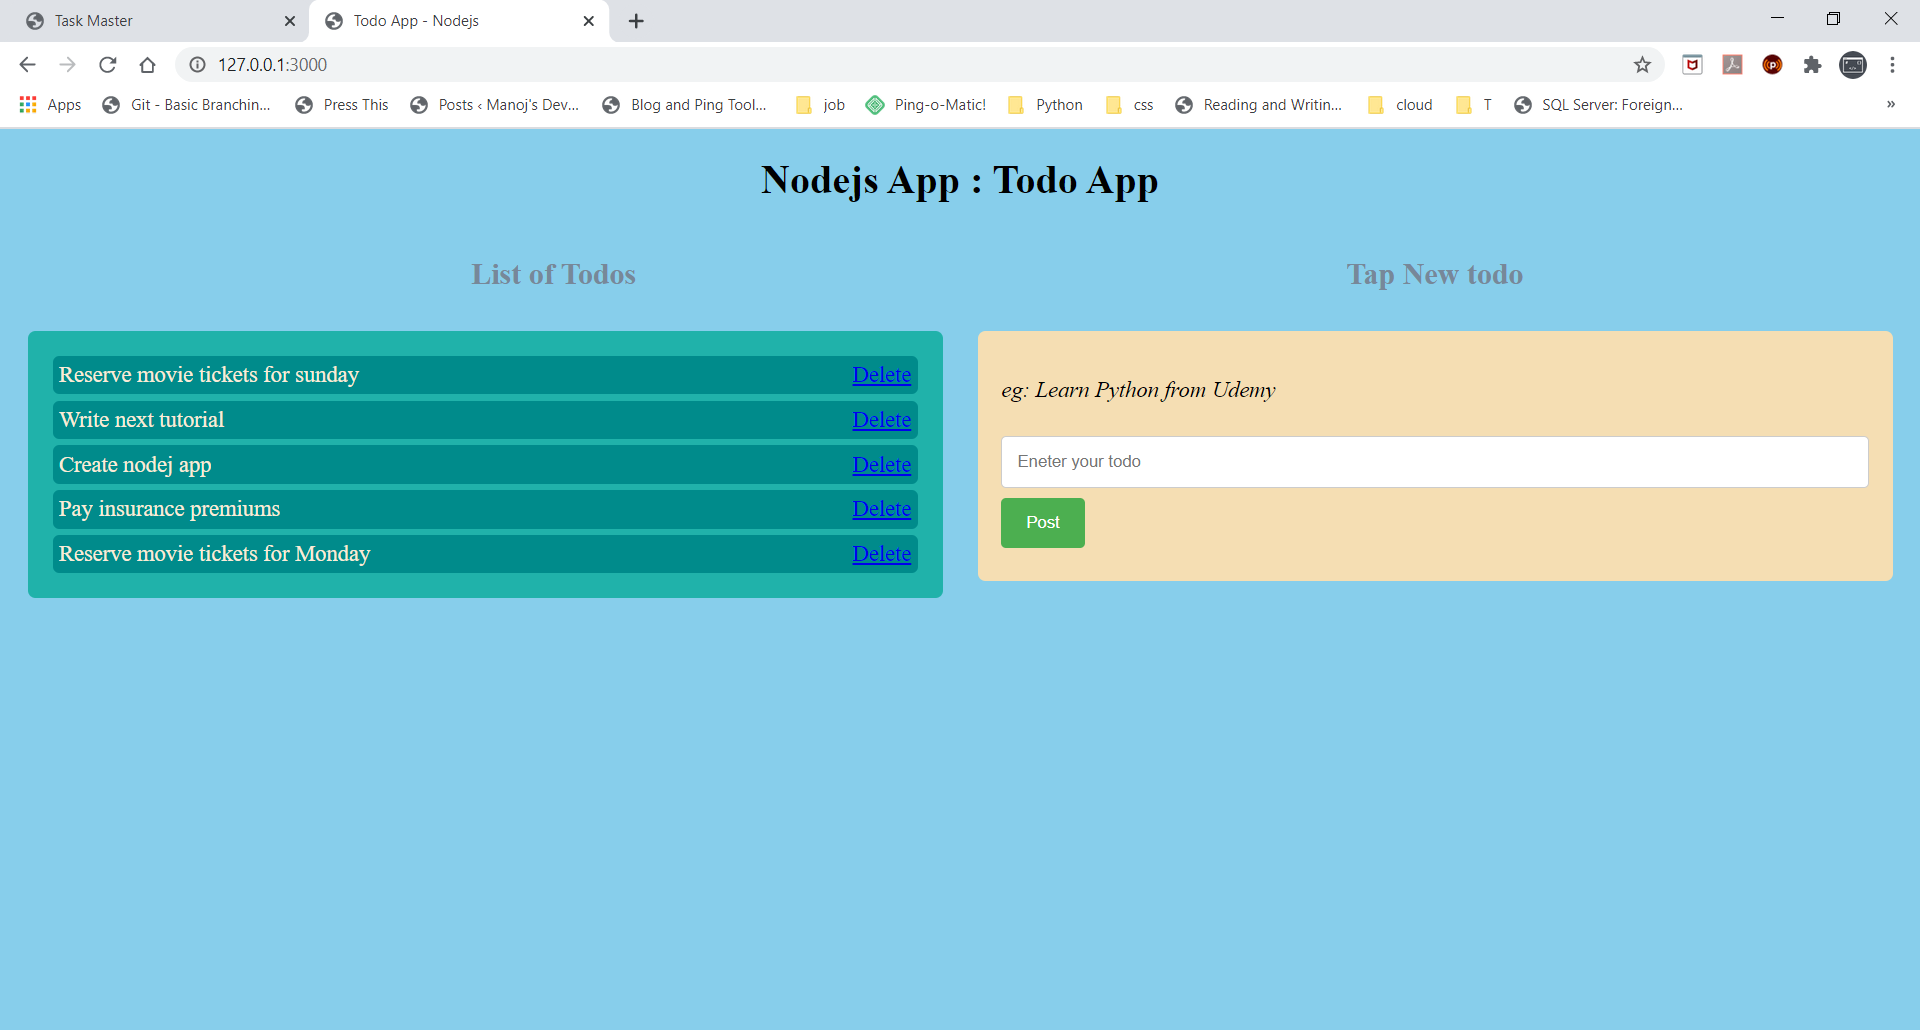 Task Master
Todo App - Nodejs
127.0.0.1:3000
Apps
Git - Basic Branchin...
Press This
Posts ‹ Manoj's Dev...
Blog and Ping Tool...
job
Ping-o-Matic!
Python
css
Reading and Writin...
cloud
T
SQL Server: Foreign...
»
Nodejs App : Todo App
List of Todos
Reserve movie tickets for sunday Delete
Write next tutorial Delete
Create nodej app Delete
Pay insurance premiums Delete
Reserve movie tickets for Monday Delete
Tap New todo
eg: Learn Python from Udemy
Eneter your todo
Post